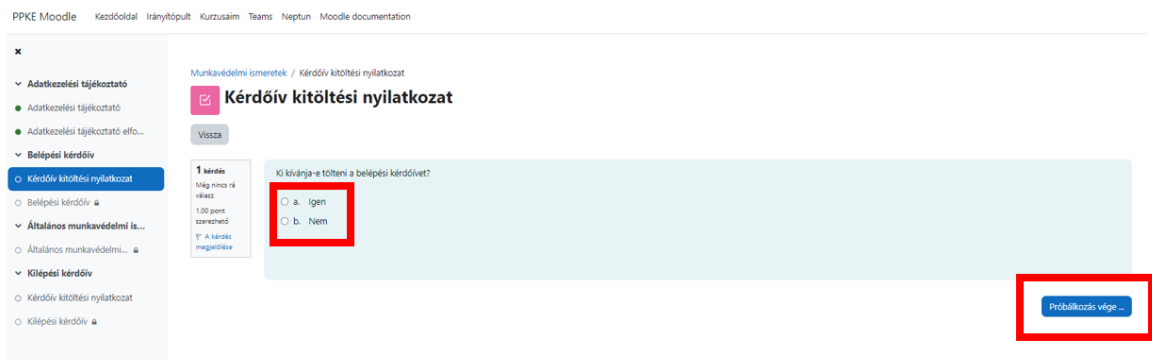 PPKE Moodle Kezdőoldal Irányítópult Kurzusaim Teams Neptun Moodle documentation
Adatkezelési tájékoztató
Adatkezelési tájékoztató
Adatkezelési tájékoztató elfo...
Belépési kérdőív
Kérdőív kitöltési nyilatkozat
Belépési kérdőív
Általános munkavédelmi is...
Általános munkavédelmi...
Kilépési kérdőív
Kérdőív kitöltési nyilatkozat
Kilépési kérdőív
Munkavédelmi ismeretek / Kérdőív kitöltési nyilatkozat
Kérdőív kitöltési nyilatkozat
Vissza
1 kérdés
Még nincs rá
válasz
1,00 pont
szerezhető
A kérdés
megjelölése
Ki kívánja-e tölteni a belépési kérdőívet?
a. Igen
b. Nem
Próbálkozás vége ...